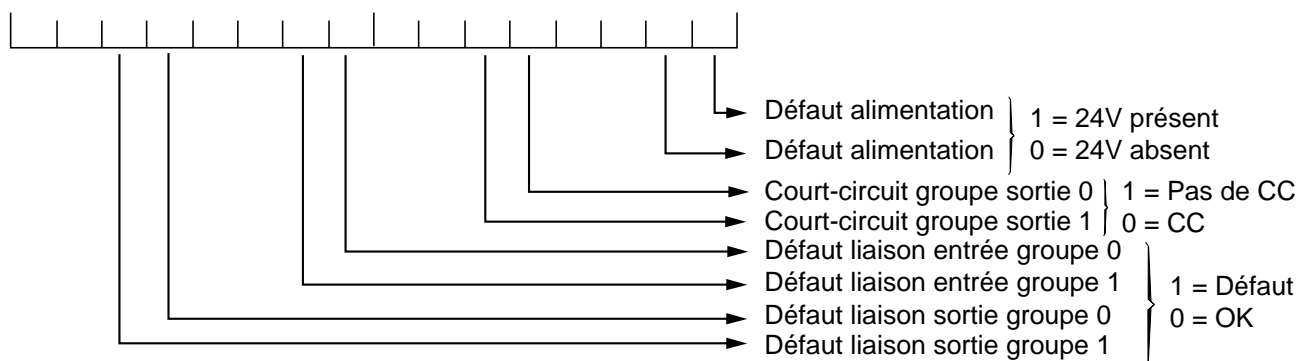 Défaut alimentation
Défaut alimentation
1 = 24V présent
0 = 24V absent
Court-circuit groupe sortie 0
Court-circuit groupe sortie 1
1 = Pas de CC
0 = CC
Défaut liaison entrée groupe 0
Défaut liaison entrée groupe 1
Défaut liaison sortie groupe 0
Défaut liaison sortie groupe 1
1 = Défaut
0 = OK